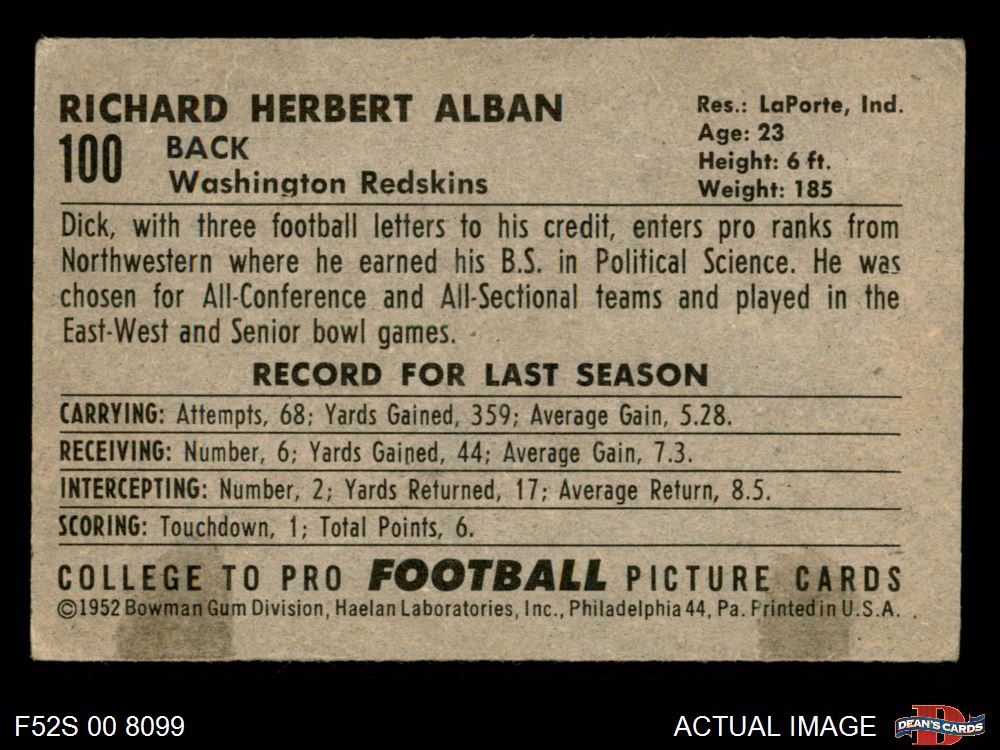 RICHARD HERBERT ALBAN
100 BACK
Washington Redskins
Res.: LaPorte, Ind.
Age: 23
Height: 6 ft.
Weight: 185
Dick, with three football letters to his credit, enters pro ranks from
Northwestern where he earned his B.S. in Political Science. He was
chosen for All-Conference and All-Sectional teams and played in the
East-West and Senior bowl games.
RECORD FOR LAST SEASON
CARRYING: Attempts, 68; Yards Gained, 359; Average Gain, 5.28.
RECEIVING: Number, 6; Yards Gained, 44; Average Gain, 7.3.
INTERCEPTING: Number, 2; Yards Returned, 17; Average Return, 8.5.
SCORING: Touchdown, 1; Total Points, 6.
COLLEGE TO PRO FOOTBALL PICTURE CARDS
©1952 Bowman Gum Division, Haelan Laboratories, Inc., Philadelphia 44, Pa. Printed in U.S.A.
F52S 00 8099
ACTUAL IMAGE
D
DEAN'S CARDS